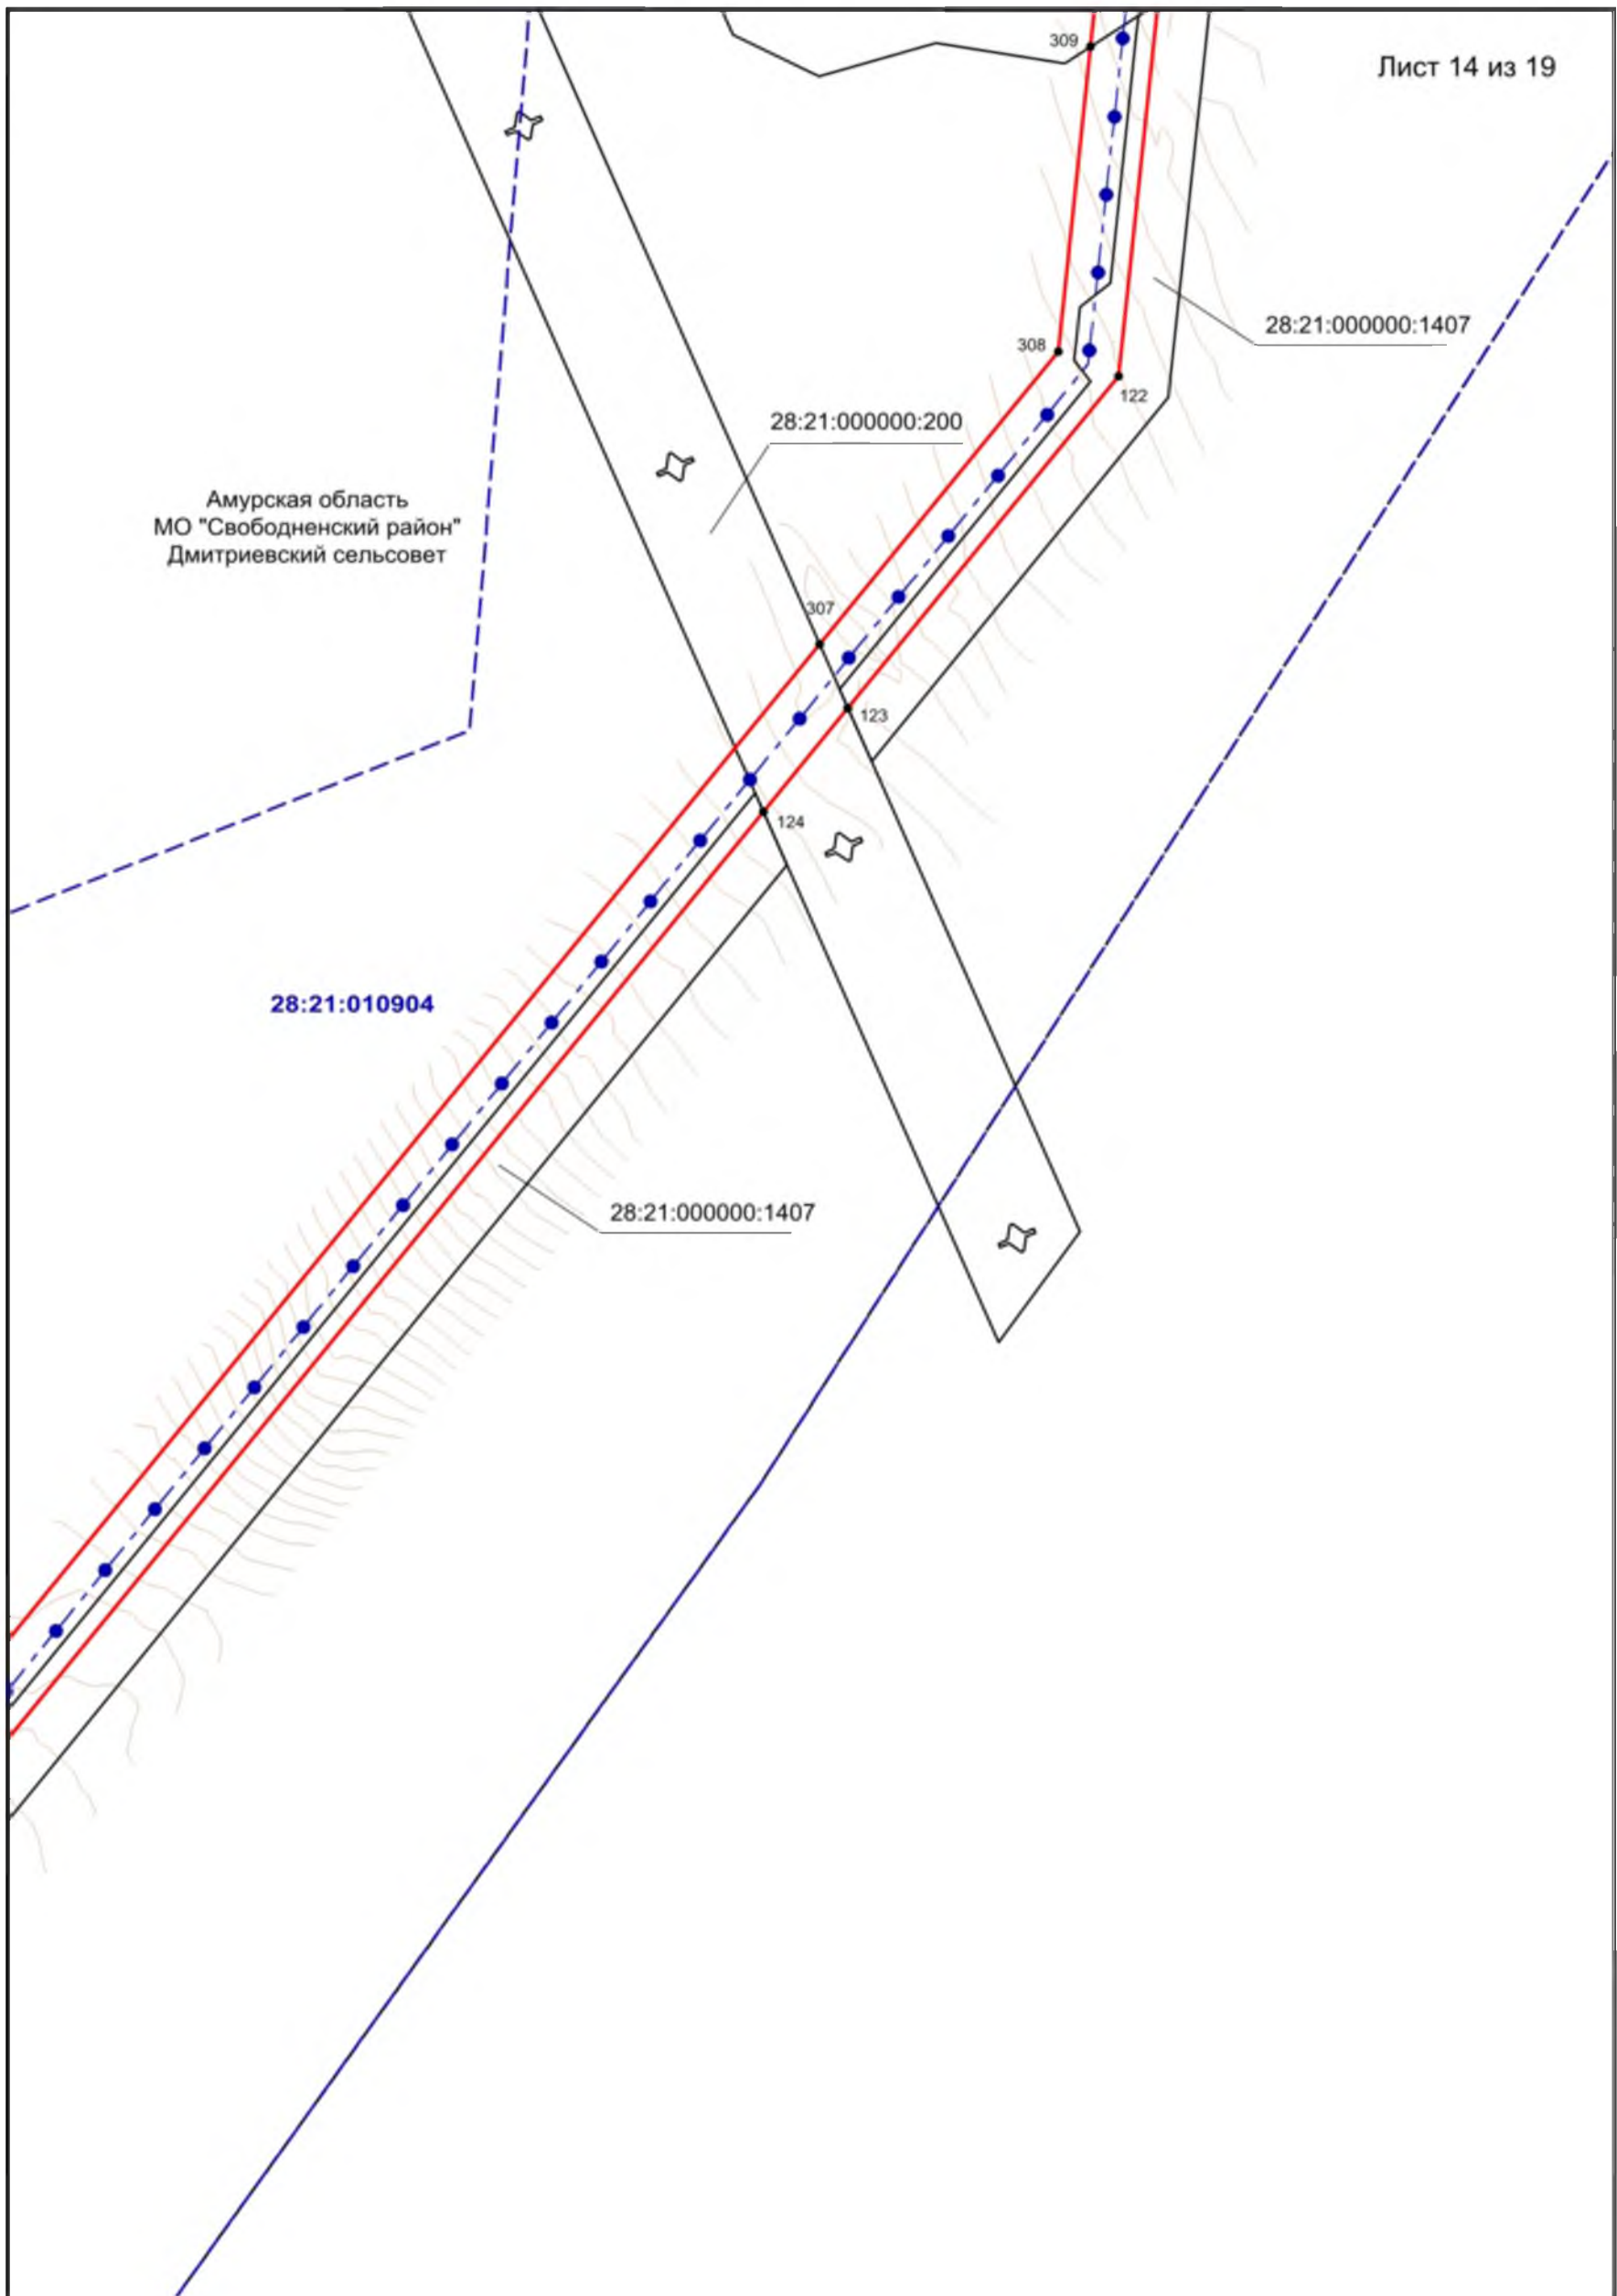 309
Лист 14 из 19
28:21:000000:1407
308
122
28:21:000000:200
Амурская область
МО "Свободненский район"
Дмитриевский сельсовет
307
123
124
28:21:010904
28:21:000000:1407